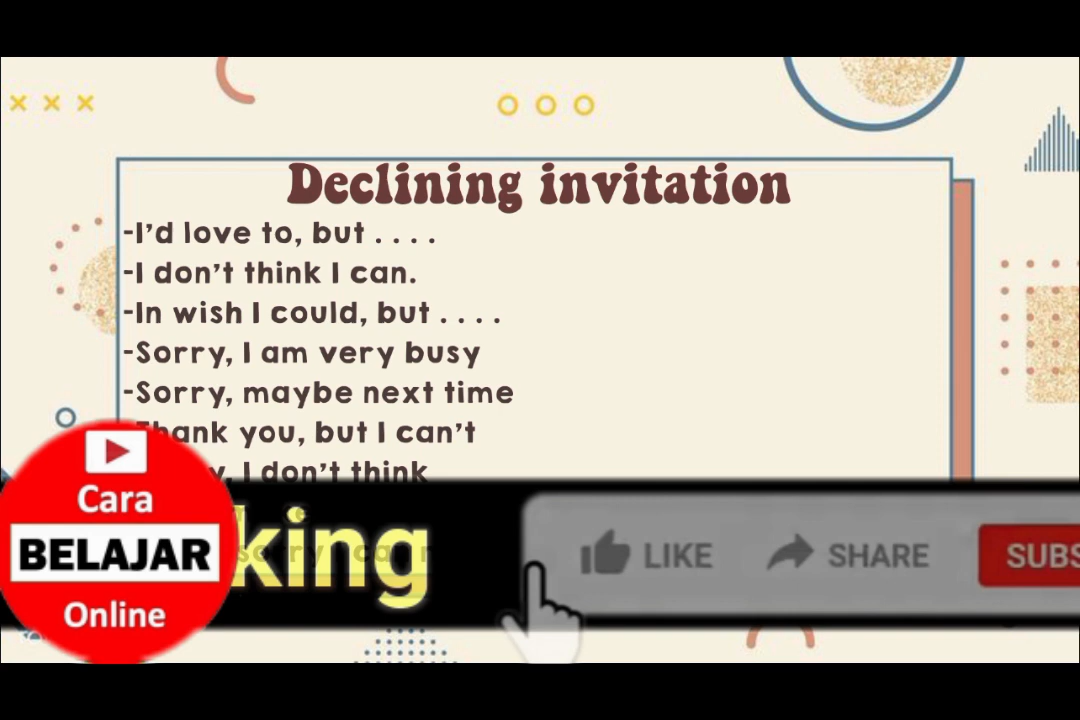 Declining invitation
-I'd love to, but . . . .
-I don't think I can.
-In wish I could, but . . . .
-Sorry, I am very busy
-Sorry, maybe next time
Thank you, but I can't
I don't think
Cara
BELAJAR
Online
king
LIKE
SHARE
SUBS